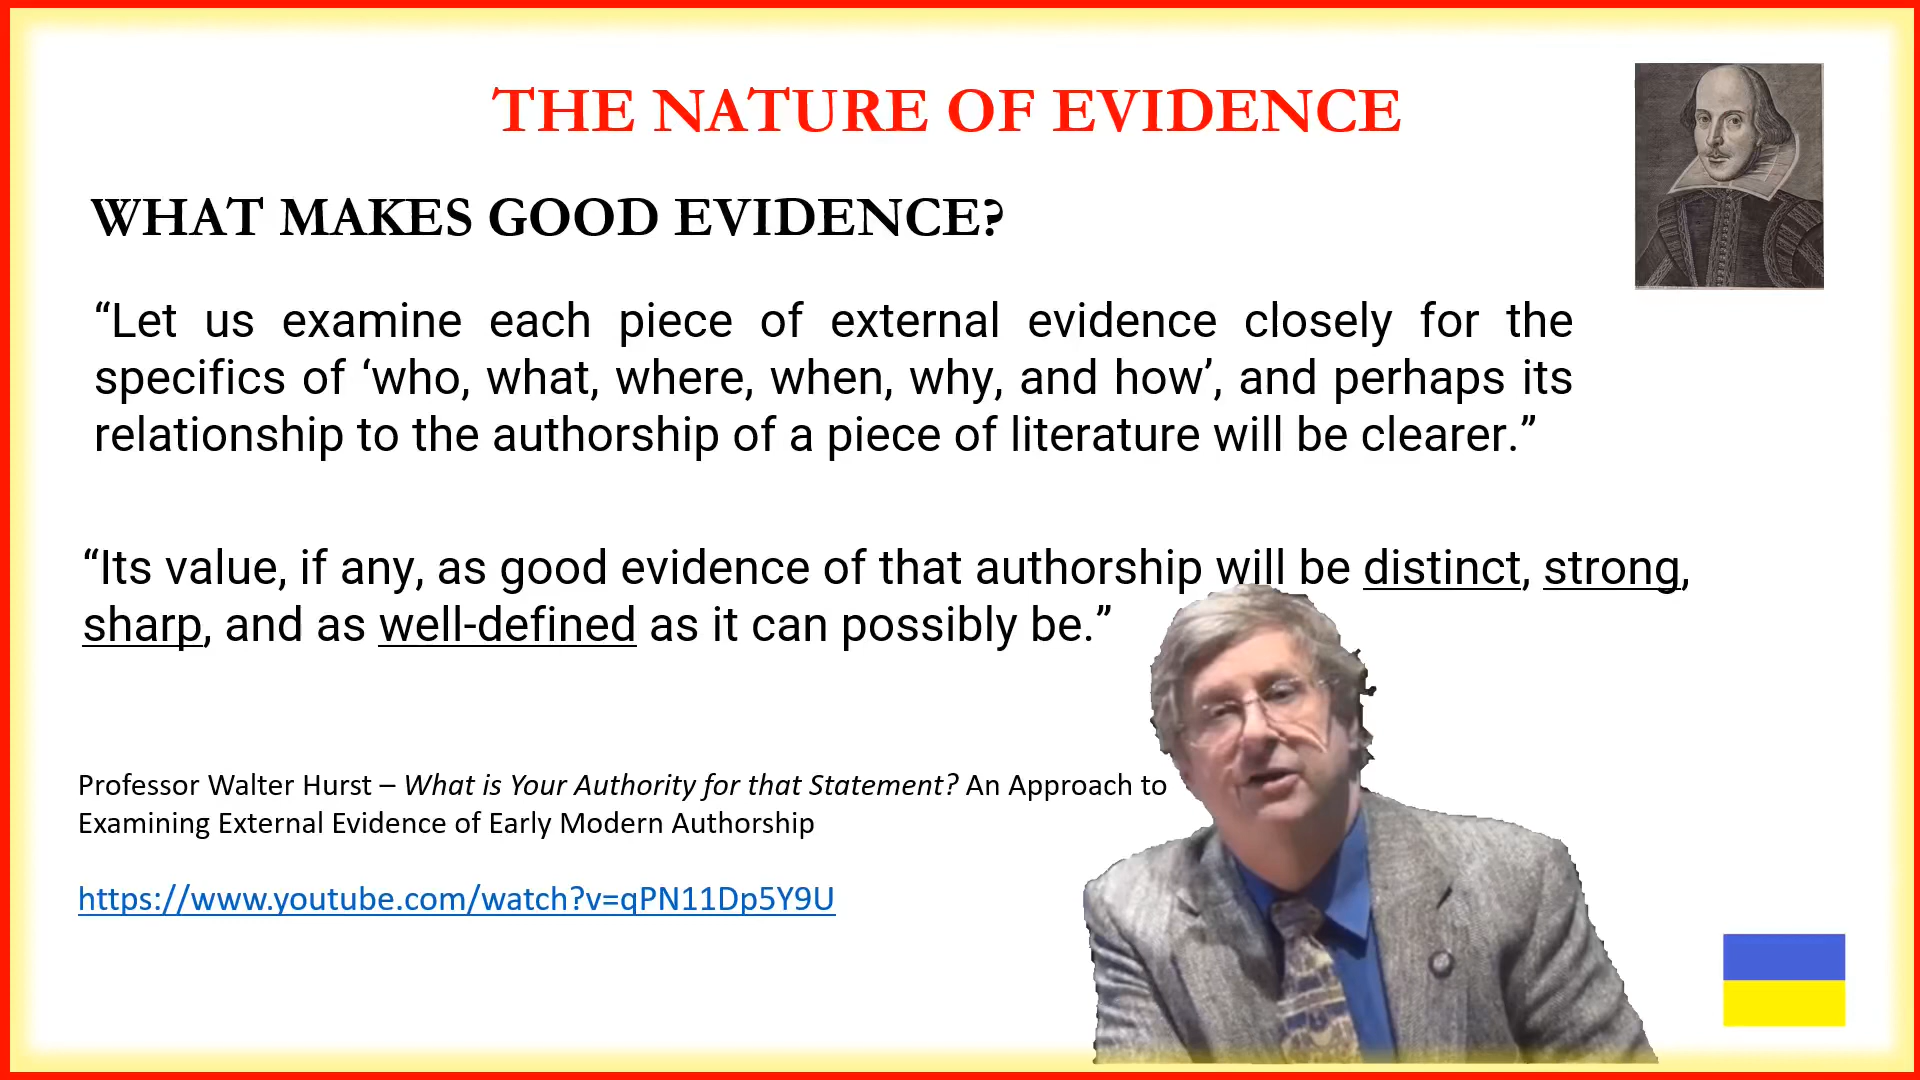 THE NATURE OF EVIDENCE
WHAT MAKES GOOD EVIDENCE?
“Let us examine each piece of external evidence closely for the
specifics of ‘who, what, where, when, why, and how’, and perhaps its
relationship to the authorship of a piece of literature will be clearer.”
“Its value, if any, as good evidence of that authorship will be distinct, strong,
sharp, and as well-defined as it can possibly be.”
Professor Walter Hurst – What is Your Authority for that Statement? An Approach to
Examining External Evidence of Early Modern Authorship
https://www.youtube.com/watch?v=qPN11Dp5Y9U